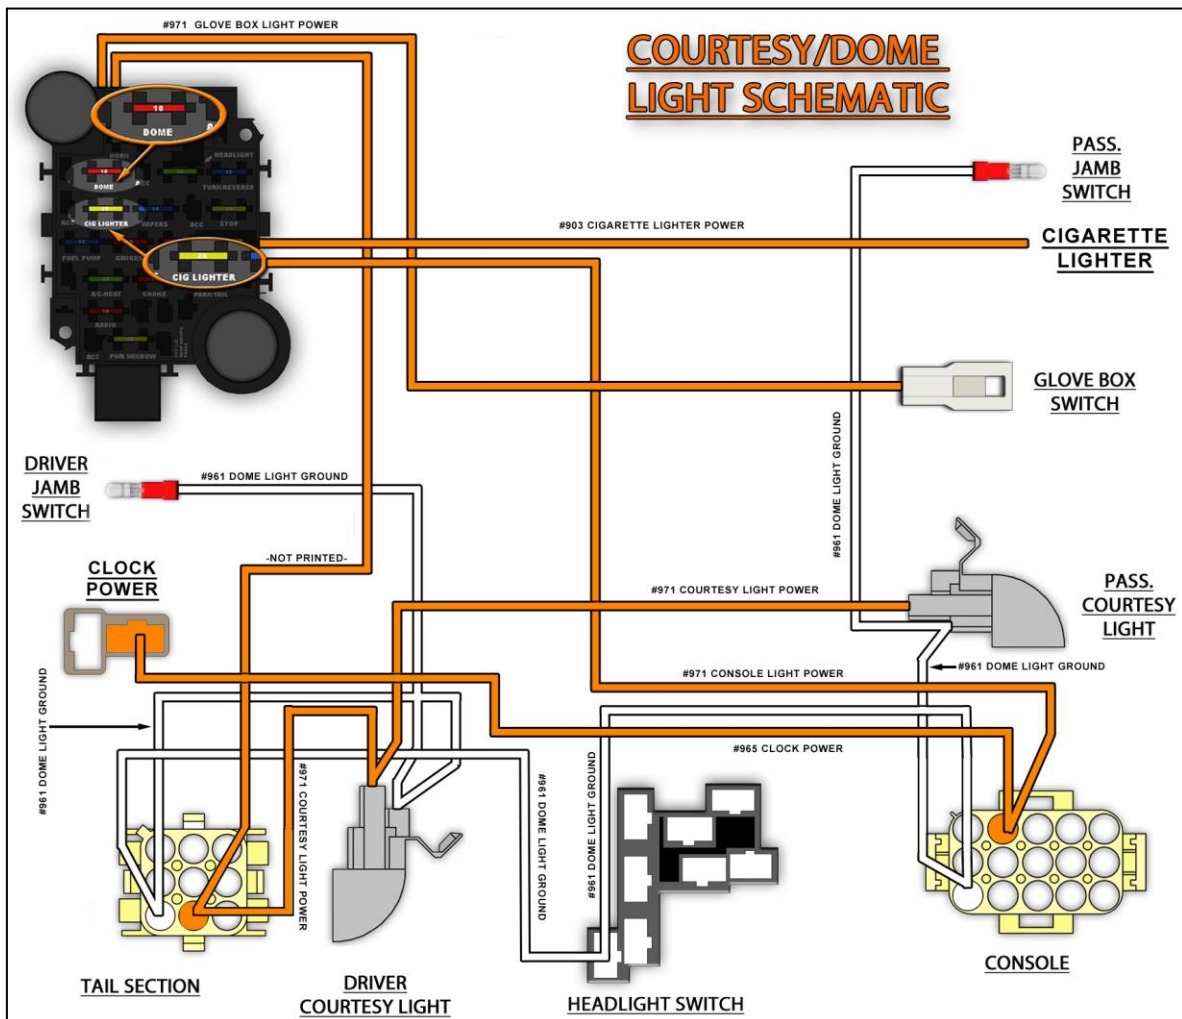 #971 GLOVE BOX LIGHT POWER
COURTESY/DOME
LIGHT SCHEMATIC
10
DOME
HORN
HEADLIGHT
10
DOME
ACC
TURN/REVERSE
ACC
CIG LIGHTER
WIPERS
ACC
STOP
FUEL PUMP
GAUGES
20
CIG LIGHTER
A/C-HEAT
CHOKE
PARK/TAIL
RADIO
ACC
PWR WINDOW
PASS.
JAMB
SWITCH
#903 CIGARETTE LIGHTER POWER
CIGARETTE
LIGHTER
GLOVE BOX
SWITCH
DRIVER
JAMB
SWITCH
#961 DOME LIGHT GROUND
#961 DOME LIGHT GROUND
-NOT PRINTED-
CLOCK
POWER
#971 COURTESY LIGHT POWER
PASS.
COURTESY
LIGHT
#961 DOME LIGHT GROUND
#971 CONSOLE LIGHT POWER
#965 CLOCK POWER
#961 DOME LIGHT GROUND
#971 COURTESY LIGHT POWER
#961 DOME LIGHT GROUND
#961 DOME LIGHT GROUND
TAIL SECTION
DRIVER
COURTESY LIGHT
HEADLIGHT SWITCH
CONSOLE